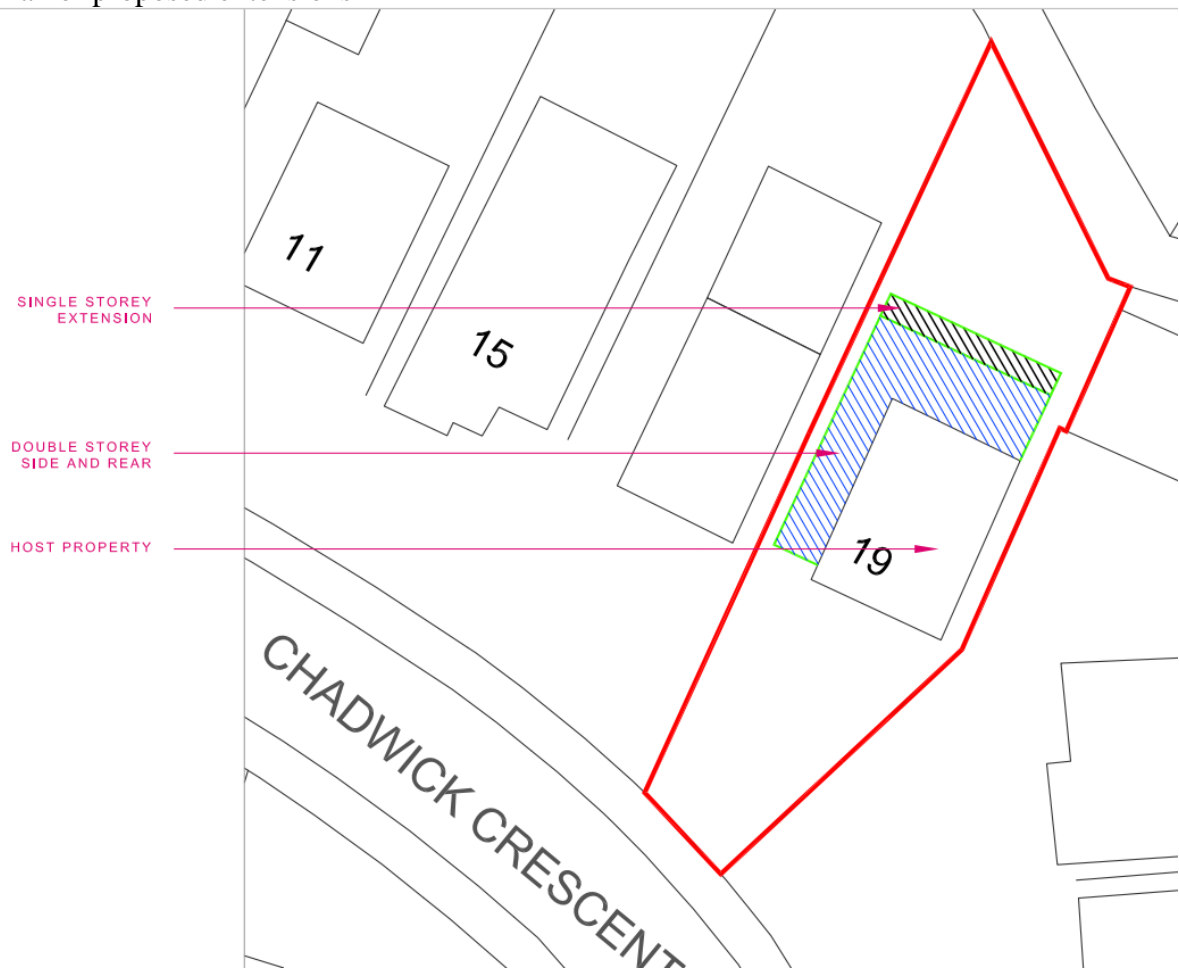 11
SINGLE STOREY
EXTENSION
15
DOUBLE STOREY
SIDE AND REAR
HOST PROPERTY
19
CHADWICK CRESCENT